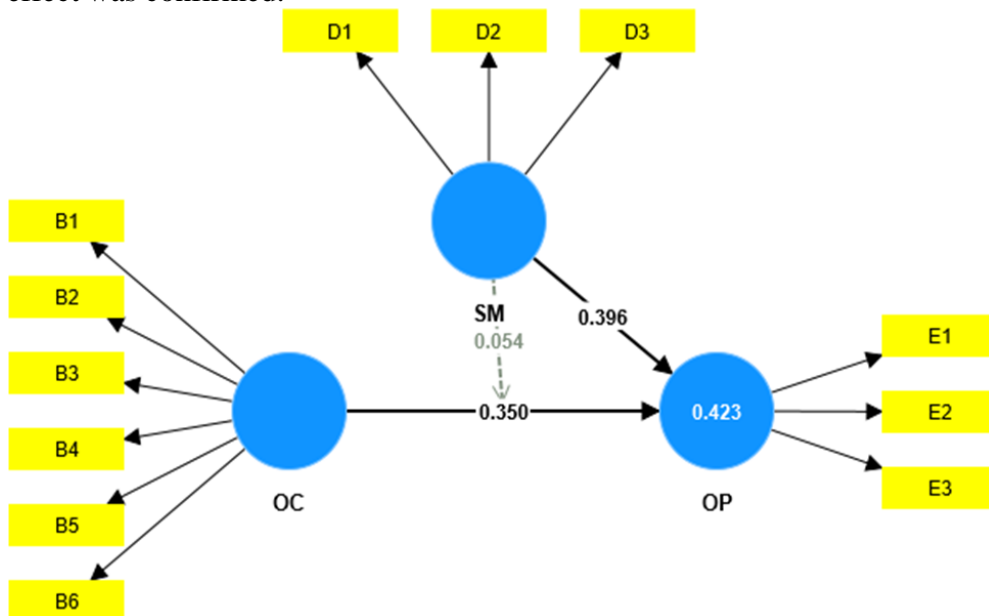 effect was confirmed.
D1 D2 D3
B1
B2
B3
B4
B5
B6
SM
0.054
0.396
0.350
0.423
OC
OP
E1
E2
E3